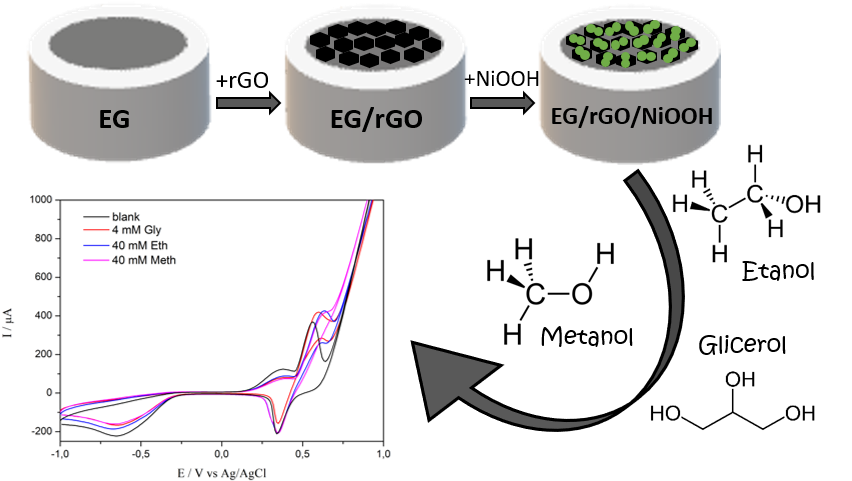 +rGO
+NiOOH
EG
EG/rGO
EG/rGO/NiOOH
H
H
H
C
OH
H
C
H
H
Etanol
H
H
H
C
O
H
Metanol
Glicerol
OH
HO
OH
1000
800
600
400
200
0
-200
I / µA
blank
4 mM Gly
40 mM Eth
40 mM Meth
-1,0 -0,5 0,0 0,5 1,0
E / V vs Ag/AgCl